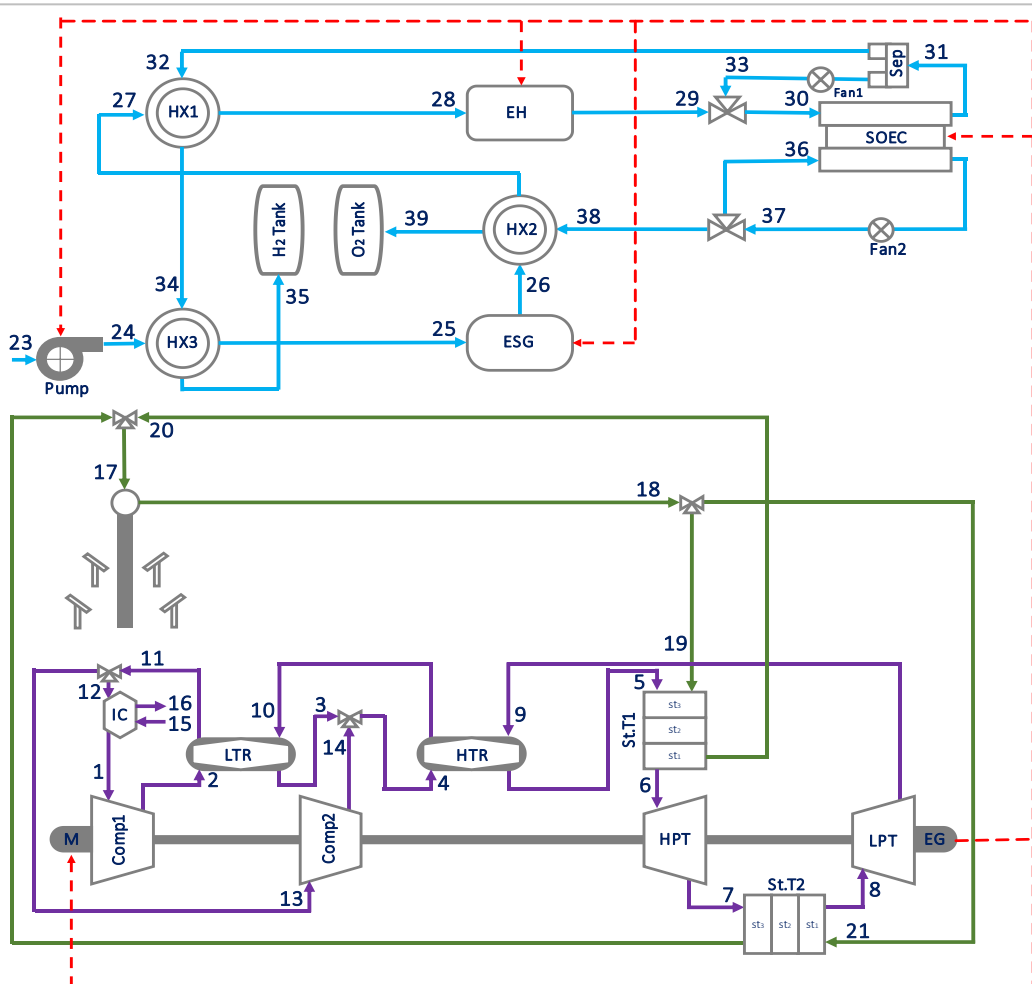 31
32
33
Sep
27
HX1
28
EH
29
30
Fan1
SOEC
36
H2 Tank
O2 Tank
39
HX2
38
37
Fan2
26
34
35
23
24
HX3
25
ESG
Pump
20
17
18
19
11
12
16
IC
15
10
3
9
5
St.T1
st3
st2
st1
14
LTR
HTR
1
2
4
6
M
Comp1
Comp2
HPT
LPT
EG
13
7
St.T2
8
st3
st2
st1
21